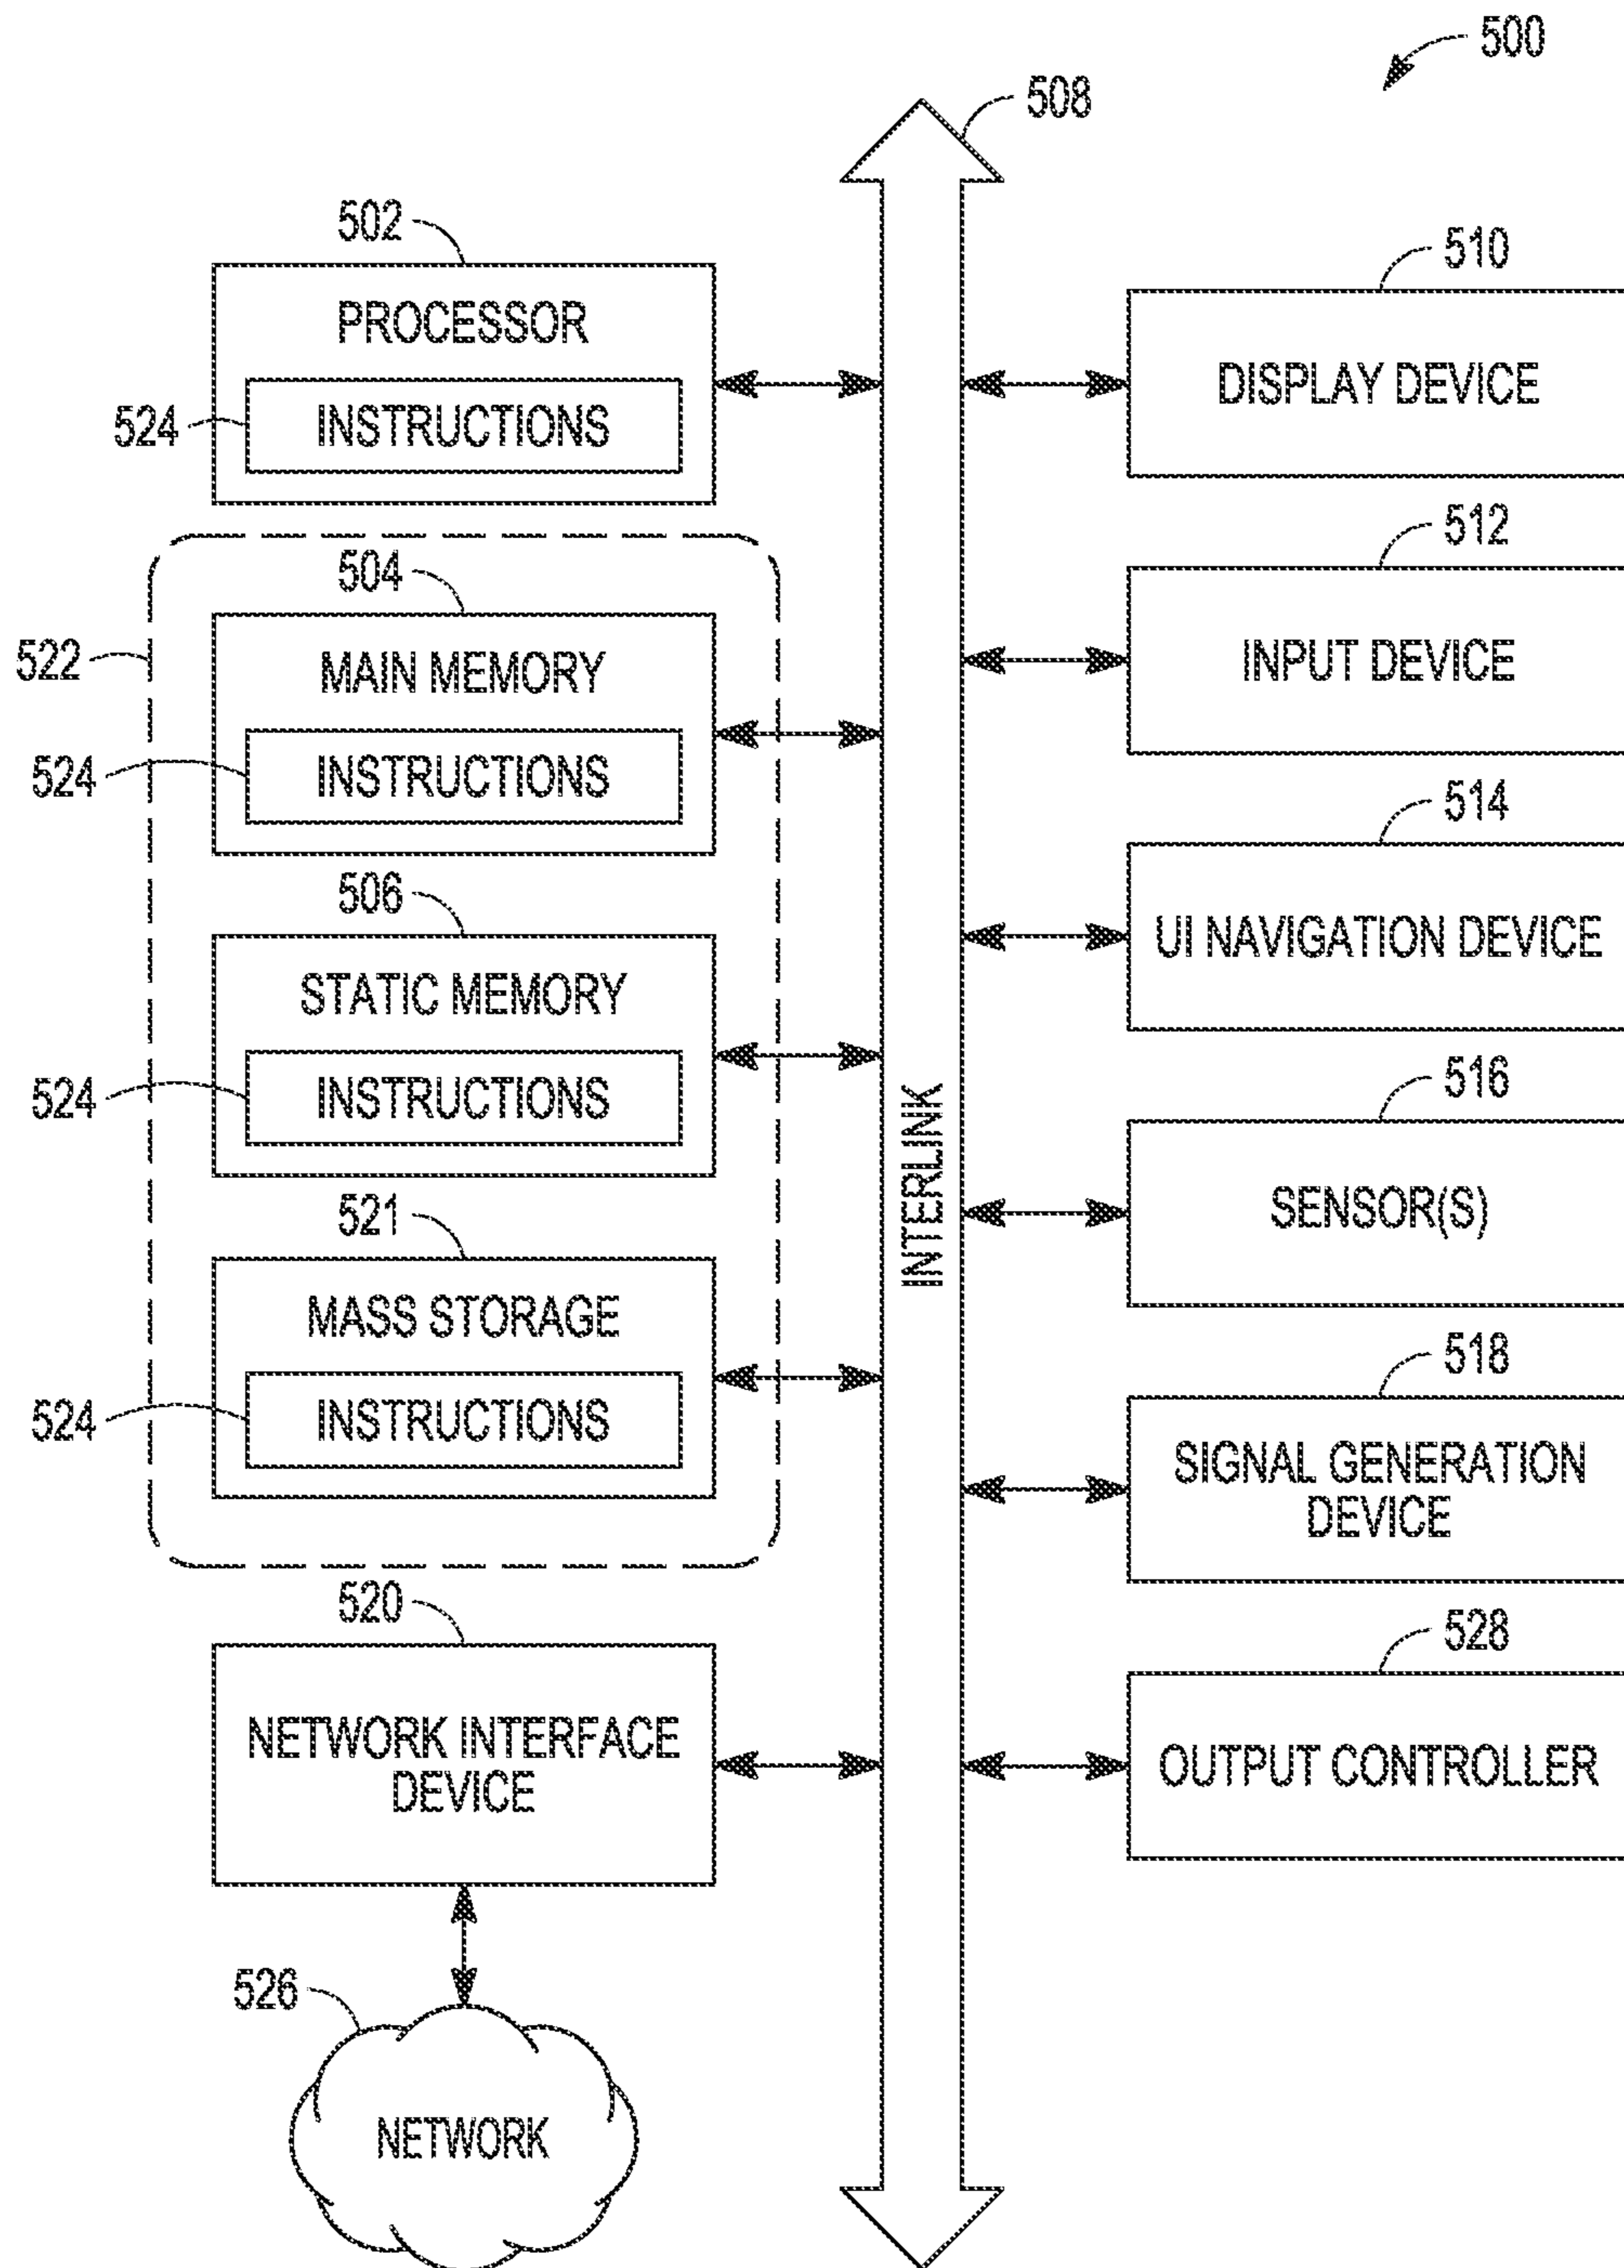 500
508
502
PROCESSOR
524
INSTRUCTIONS
504
522
MAIN MEMORY
524
INSTRUCTIONS
506
STATIC MEMORY
524
INSTRUCTIONS
521
MASS STORAGE
524
INSTRUCTIONS
520
NETWORK INTERFACE
DEVICE
526
NETWORK
INTERLINK
510
DISPLAY DEVICE
512
INPUT DEVICE
514
UI NAVIGATION DEVICE
516
SENSOR(S)
518
SIGNAL GENERATION
DEVICE
528
OUTPUT CONTROLLER